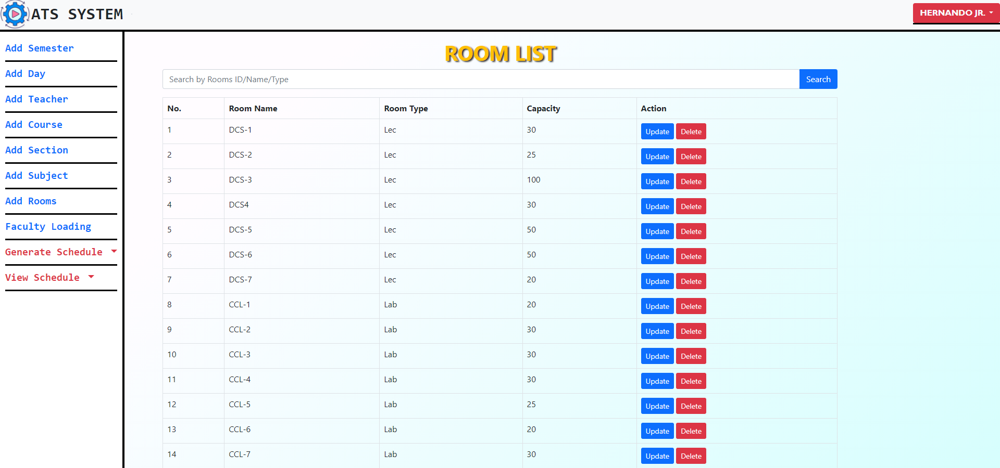 ATS SYSTEM
HERNANDO JR.
Add Semester
Add Day
Add Teacher
Add Course
Add Section
Add Subject
Add Rooms
Faculty Loading
Generate Schedule
View Schedule
ROOM LIST
Search by Rooms ID/Name/Type Search
No. Room Name Room Type Capacity Action
1 DCS-1 Lec 30 Update Delete
2 DCS-2 Lec 25 Update Delete
3 DCS-3 Lec 100 Update Delete
4 DCS4 Lec 30 Update Delete
5 DCS-5 Lec 50 Update Delete
6 DCS-6 Lec 50 Update Delete
7 DCS-7 Lec 20 Update Delete
8 CCL-1 Lab 20 Update Delete
9 CCL-2 Lab 30 Update Delete
10 CCL-3 Lab 30 Update Delete
11 CCL-4 Lab 30 Update Delete
12 CCL-5 Lab 25 Update Delete
13 CCL-6 Lab 20 Update Delete
14 CCL-7 Lab 30 Update Delete